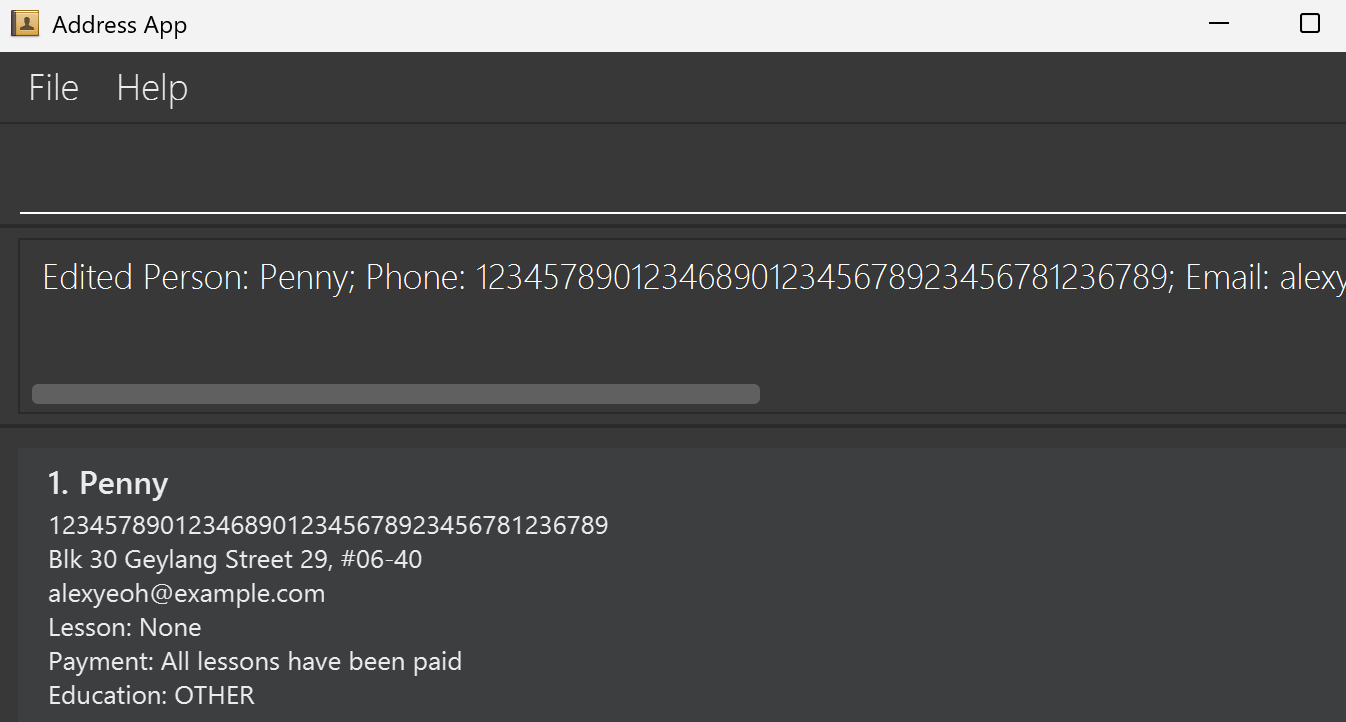 Address App
File Help
Edited Person: Penny; Phone: 1234578901234689012345678923456781236789; Email: alexy
1. Penny
1234578901234689012345678923456781236789
Blk 30 Geylang Street 29, #06-40
alexyeoh@example.com
Lesson: None
Payment: All lessons have been paid
Education: OTHER